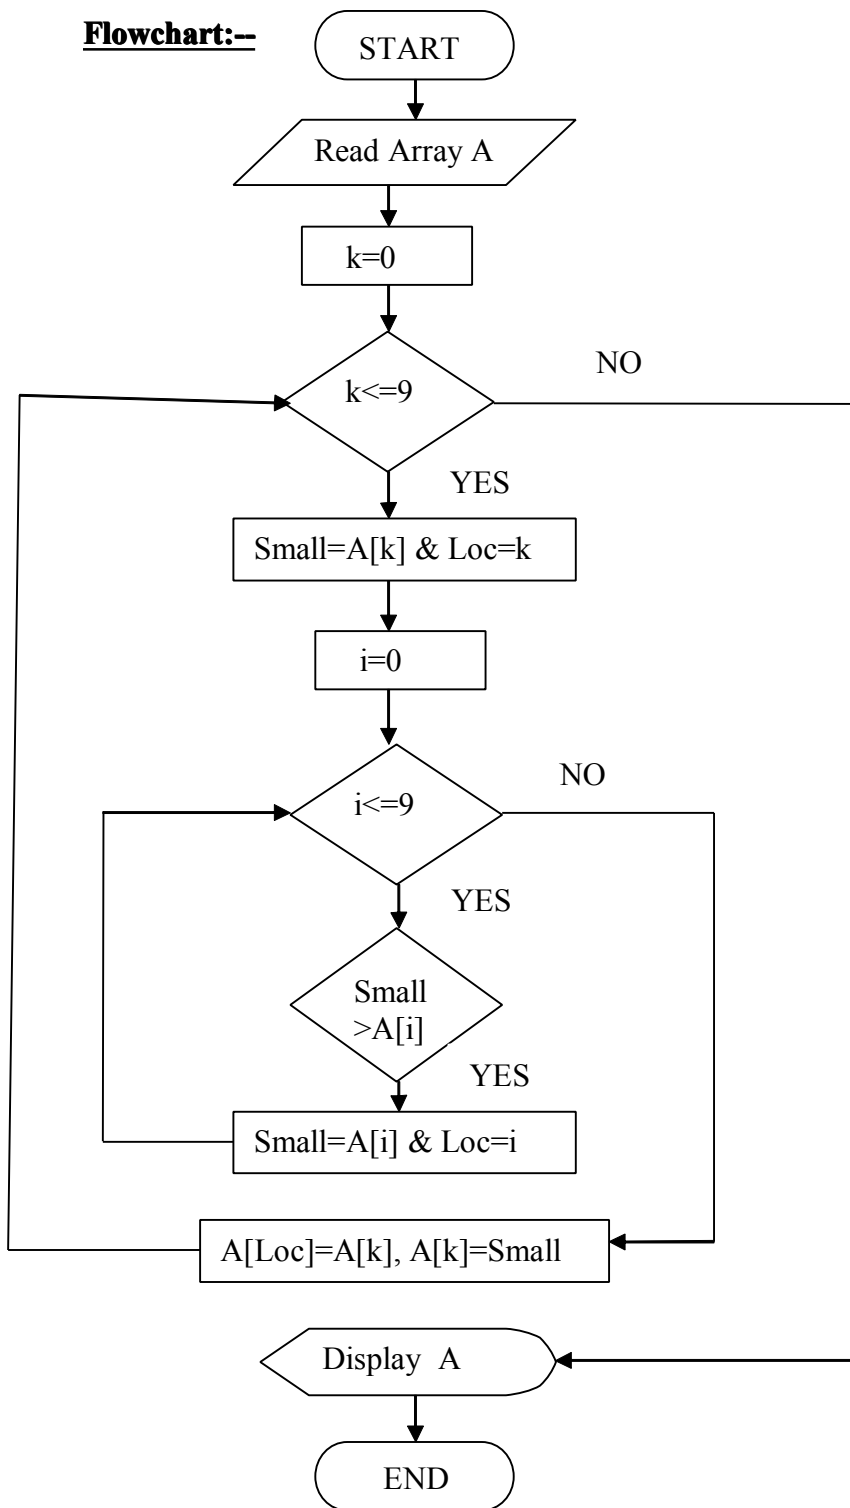 Flowchart:--
START
Read Array A
k=0
k<=9
NO
YES
Small=A[k] & Loc=k
i=0
i<=9
NO
YES
Small
>A[i]
YES
Small=A[i] & Loc=i
A[Loc]=A[k], A[k]=Small
Display A
END